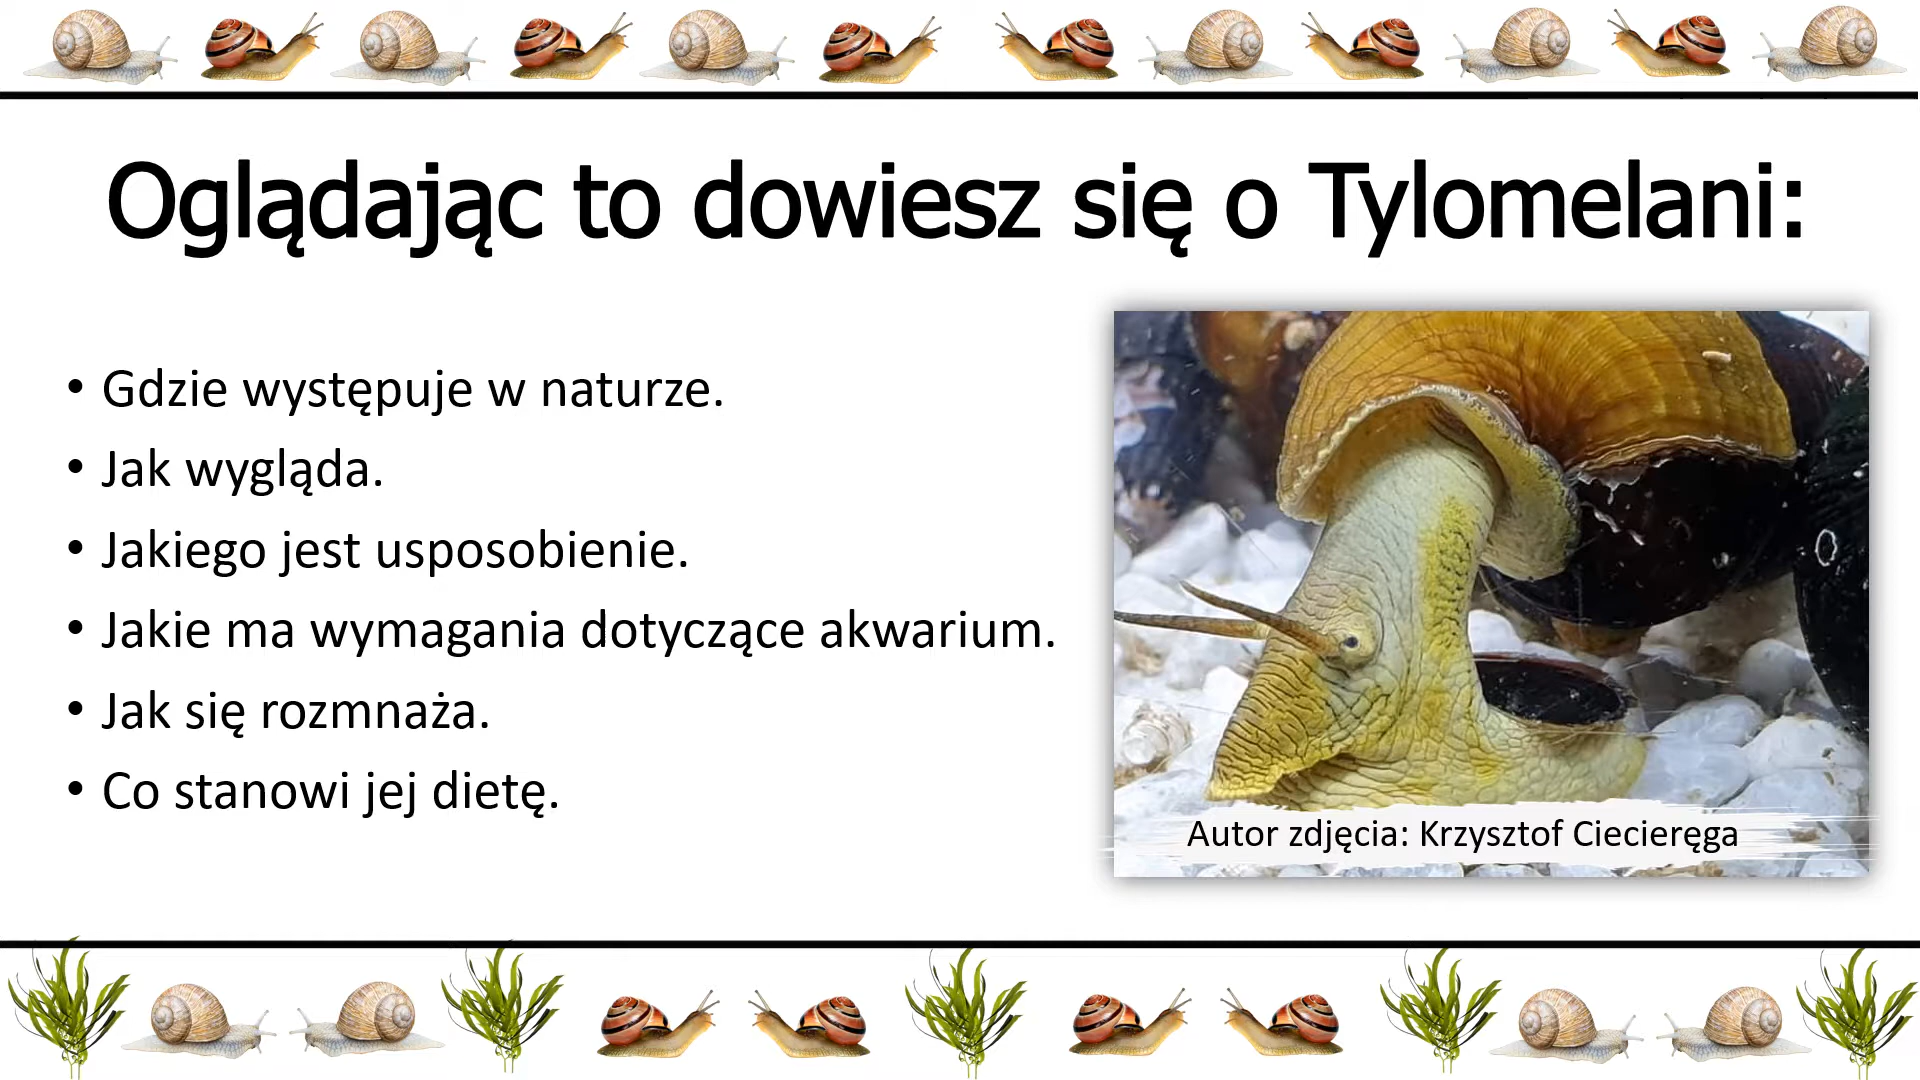 Oglądając to dowiesz się o Tylomelani:
• Gdzie występuje w naturze.
• Jak wygląda.
• Jakiego jest usposobienie.
• Jakie ma wymagania dotyczące akwarium.
• Jak się rozmnaża.
• Co stanowi jej dietę.
Autor zdjęcia: Krzysztof Ciecieręga